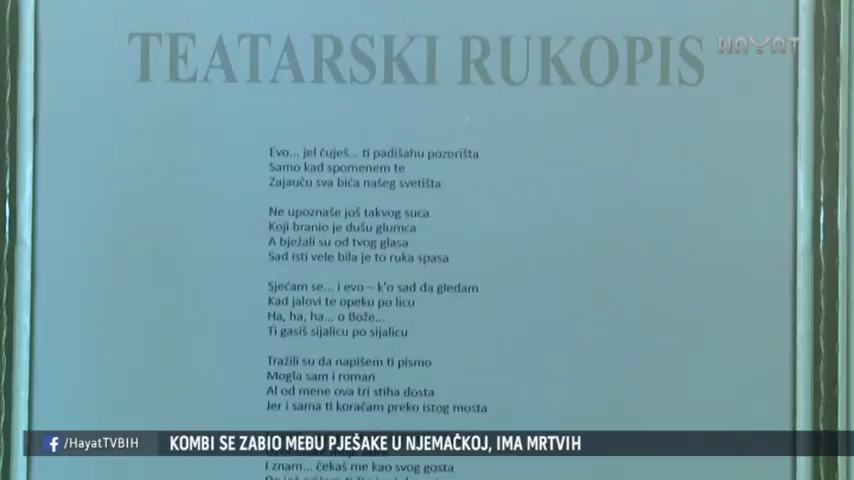 TEATARSKI RUKOPIS
HAYAT
Evo... jel čuješ... ti padišahu pozorišta
Samo kad spomenem te
Zajauču sva bića našeg svetišta
Ne upoznaše još takvog suca
Koji branio je dušu glumca
A bježali su od tvog glasa
Sad isti vele bila je to ruka spasa
Sjećam se... i evo – k'o sad da gledam
Kad jalovi te opeku po licu
Ha, ha, ha... o Bože...
Ti gasiš sijalicu po sijalicu
Tražili su da napišem ti pismo
Mogla sam i roman
Al od mene ova tri stiha dosta
Jer i sama ti koračam preko istog mosta
/HayatTVBIH
KOMBI SE ZABIO MEĐU PJEŠAKE U NJEMAČKOJ, IMA MRTVIH
I znam... čekaš me kao svog gosta